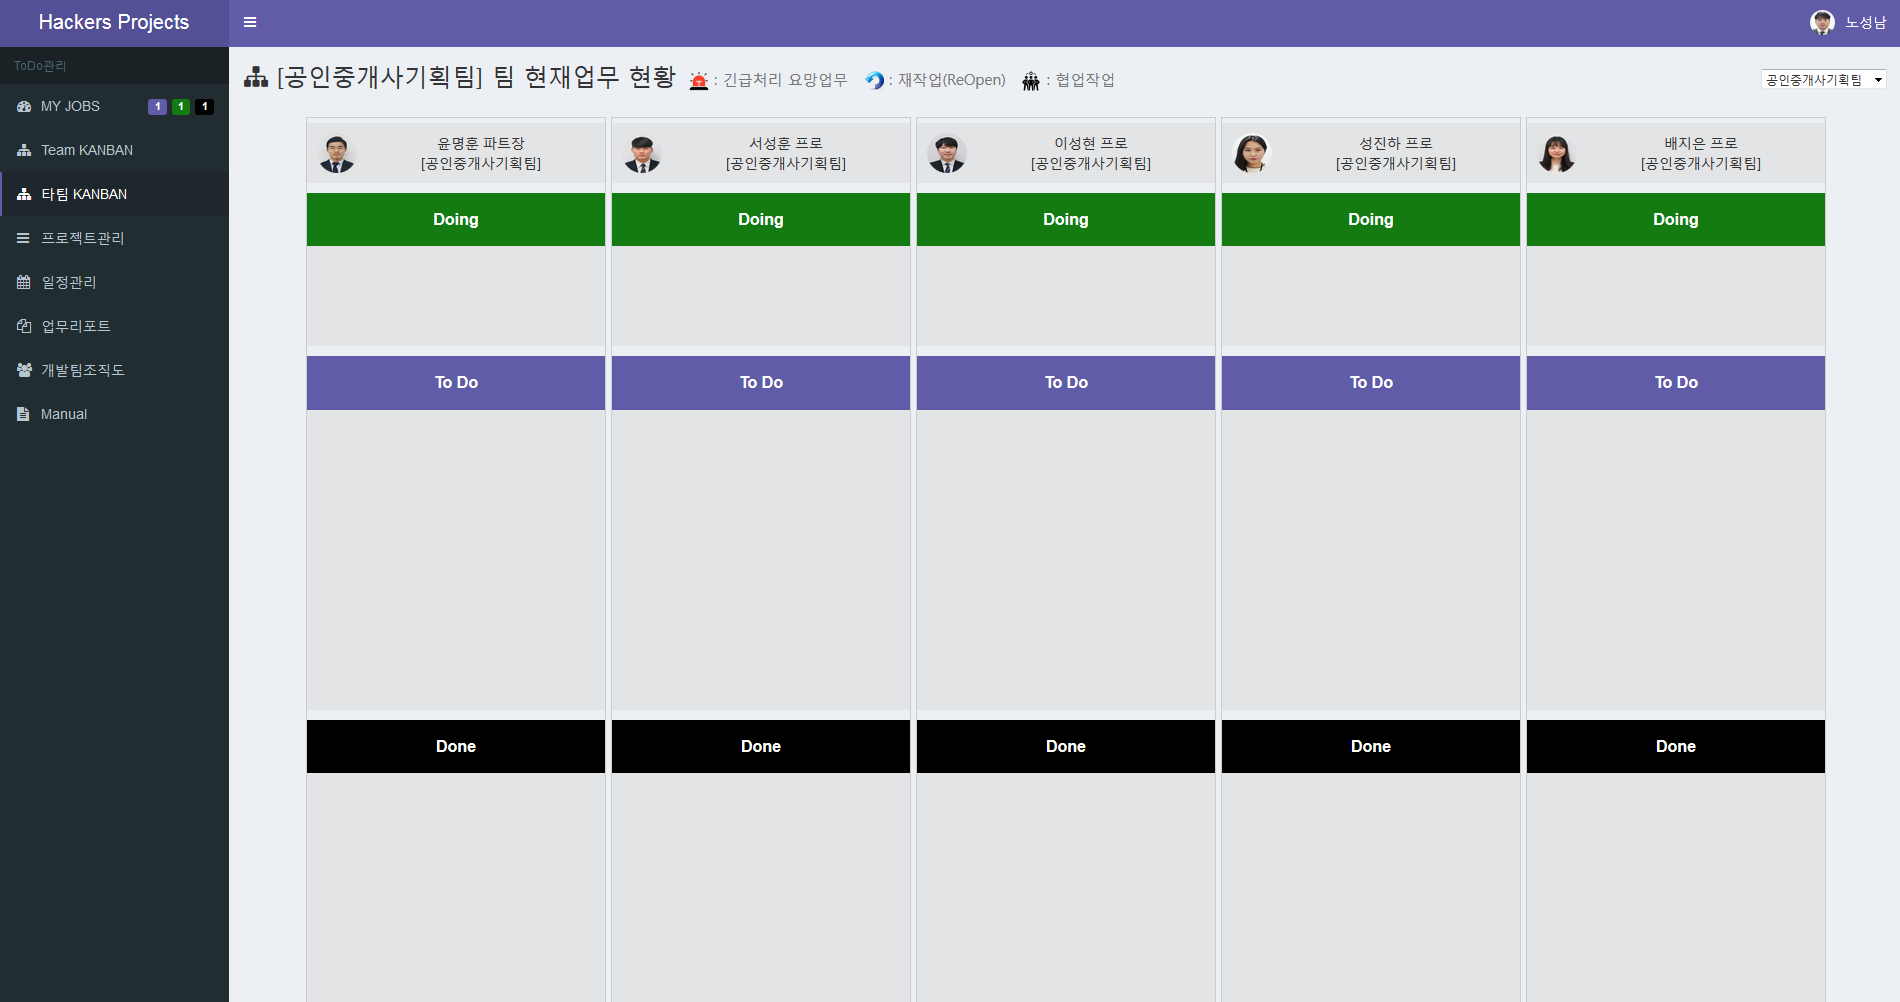 Hackers Projects
노성남
ToDo관리
MY JOBS 1 1 1
Team KANBAN
타팀 KANBAN
프로젝트관리
일정관리
업무리포트
개발팀조직도
Manual
[공인중개사기획팀] 팀 현재업무 현황 : 긴급처리 요망업무 : 재작업(ReOpen) : 협업작업
공인중개사기획팀
윤명훈 파트장
[공인중개사기획팀]
서성훈 프로
[공인중개사기획팀]
이성현 프로
[공인중개사기획팀]
성진하 프로
[공인중개사기획팀]
배지은 프로
[공인중개사기획팀]
Doing Doing Doing Doing Doing
To Do To Do To Do To Do To Do
Done Done Done Done Done